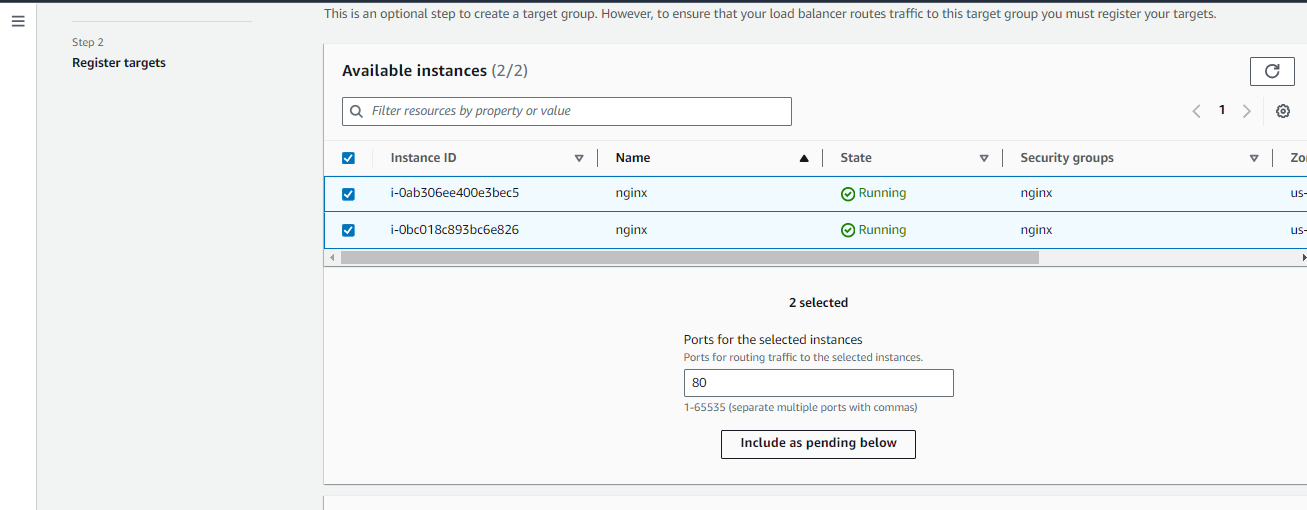 This is an optional step to create a target group. However, to ensure that your load balancer routes traffic to this target group you must register your targets.
Step 2
Register targets
Available instances (2/2)
Filter resources by property or value
1
Instance ID Name State Security groups Zo
i-0ab306ee400e3bec5 nginx Running nginx us-
i-0bc018c893bc6e826 nginx Running nginx us-
2 selected
Ports for the selected instances
Ports for routing traffic to the selected instances.
80
1-65535 (separate multiple ports with commas)
Include as pending below